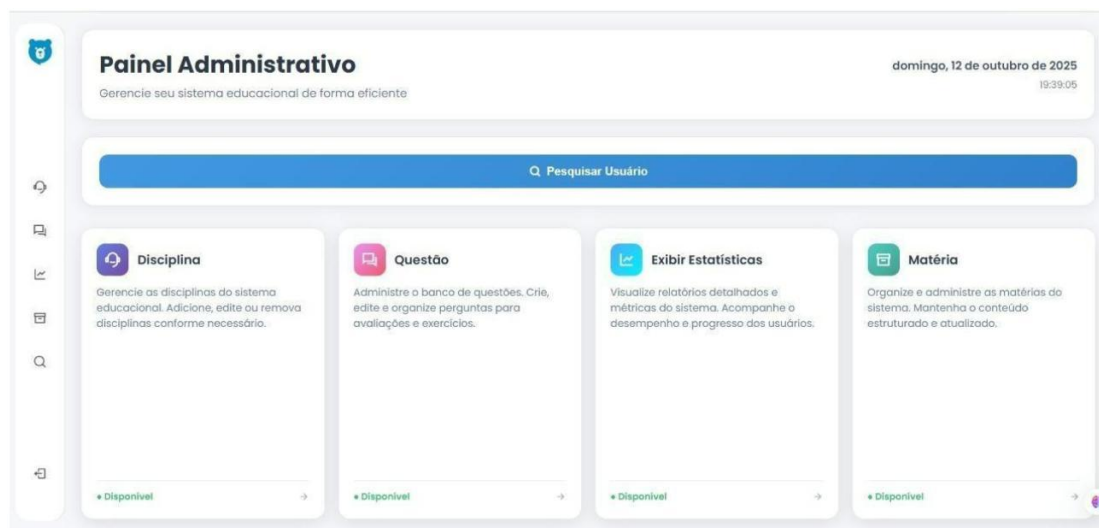 Painel Administrativo
Gerencie seu sistema educacional de forma eficiente
domingo, 12 de outubro de 2025
19:39:05
Pesquisar Usuário
Disciplina
Gerencie as disciplinas do sistema
educacional. Adicione, edite ou remova
disciplinas conforme necessário.
• Disponível
Questão
Administre o banco de questões. Crie,
edite e organize perguntas para
avaliações e exercícios.
• Disponível
Exibir Estatísticas
Visualize relatórios detalhados e
métricas do sistema. Acompanhe o
desempenho e progresso dos usuários.
• Disponível
Matéria
Organize e administre as matérias do
sistema. Mantenha o conteúdo
estruturado e atualizado.
• Disponível